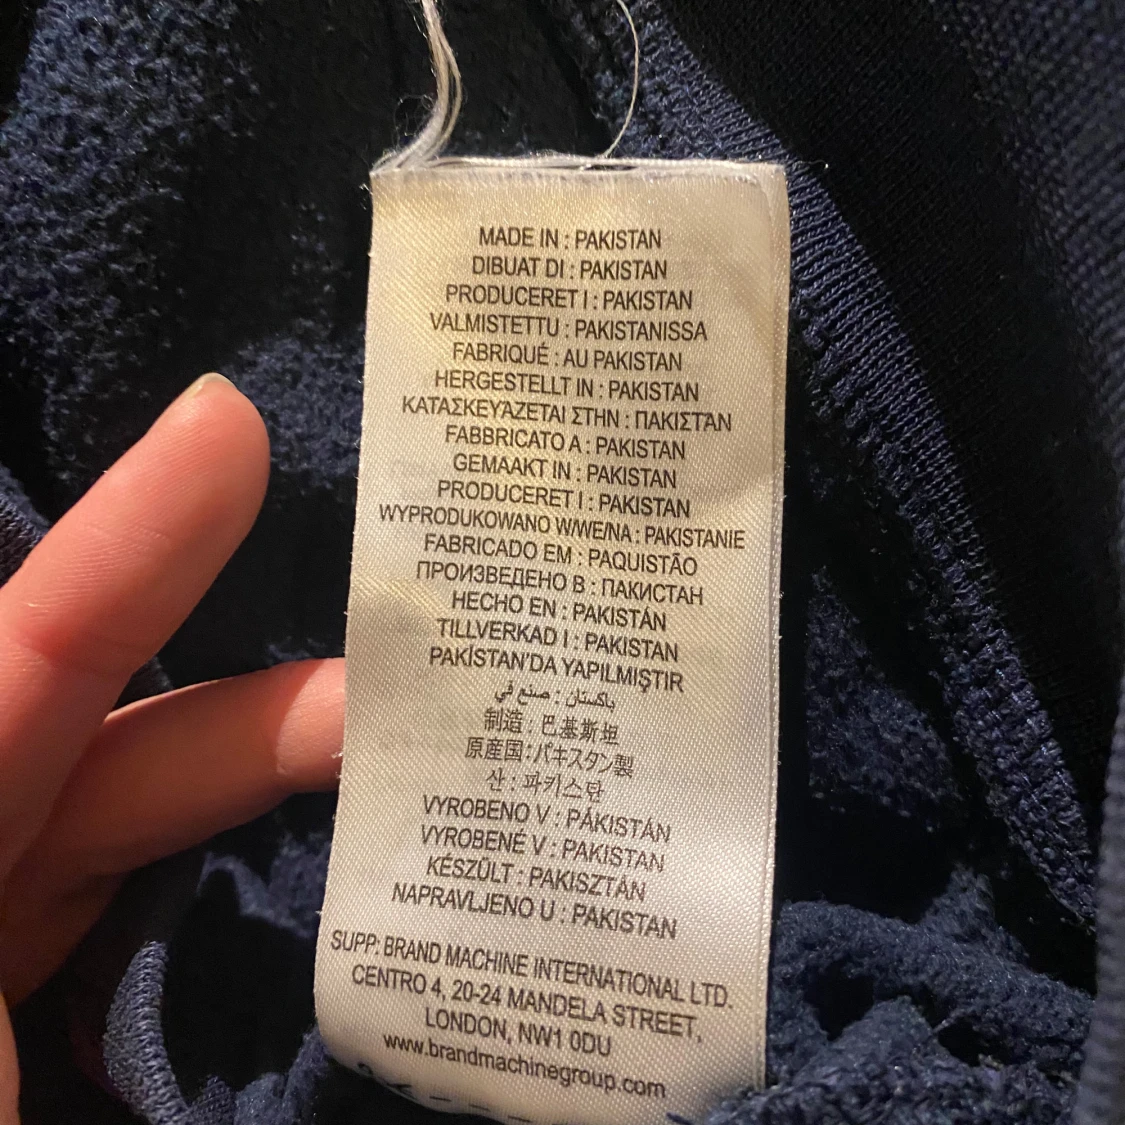 MADE IN : PAKISTAN
DIBUAT DI : PAKISTAN
PRODUCERET I : PAKISTAN
VALMISTETTU : PAKISTANISSA
FABRIQUÉ : AU PAKISTAN
HERGESTELLT IN : PAKISTAN
ΚΑΤΑΣΚΕΥΆΖΕΤΑΙ ΣΤΗΝ : ΠΑΚΙΣΤΆΝ
FABBRICATO A : PAKISTAN
GEMAAKT IN : PAKISTAN
PRODUCERET I : PAKISTAN
WYPRODUKOWANO W/WE/NA : PAKISTANIE
FABRICADO EM : PAQUISTÃO
ПРОИЗВЕДЕНО В : ПАКИСТАН
HECHO EN : PAKISTÁN
TILLVERKAD I : PAKISTAN
PAKİSTAN'DA YAPILMIŞTIR
باكستان : صنع في
制造 : 巴基斯坦
原産国:パキスタン製
산 : 파키스탄
VYROBENO V : PÁKISTÁN
VYROBENÉ V : PAKISTAN
KÉSZÜLT : PAKISZTÁN
NAPRAVLJENO U : PAKISTAN
SUPP: BRAND MACHINE INTERNATIONAL LTD.
CENTRO 4, 20-24 MANDELA STREET,
LONDON, NW1 0DU
www.brandmachinegroup.com